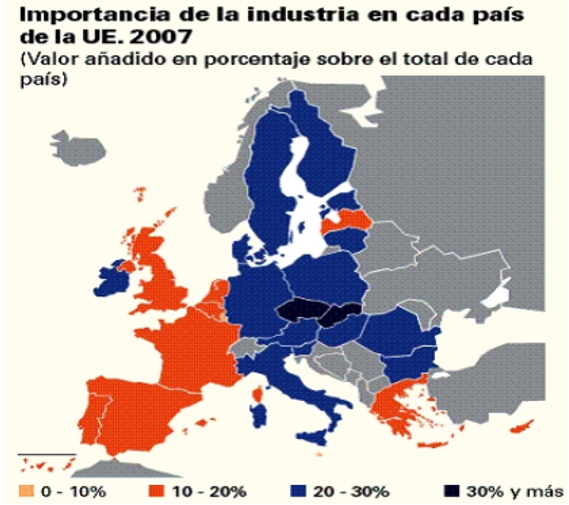 Importancia de la industria en cada país
de la UE. 2007
(Valor añadido en porcentaje sobre el total de cada
país)
0 - 10% 10 - 20% 20 - 30% 30% y más